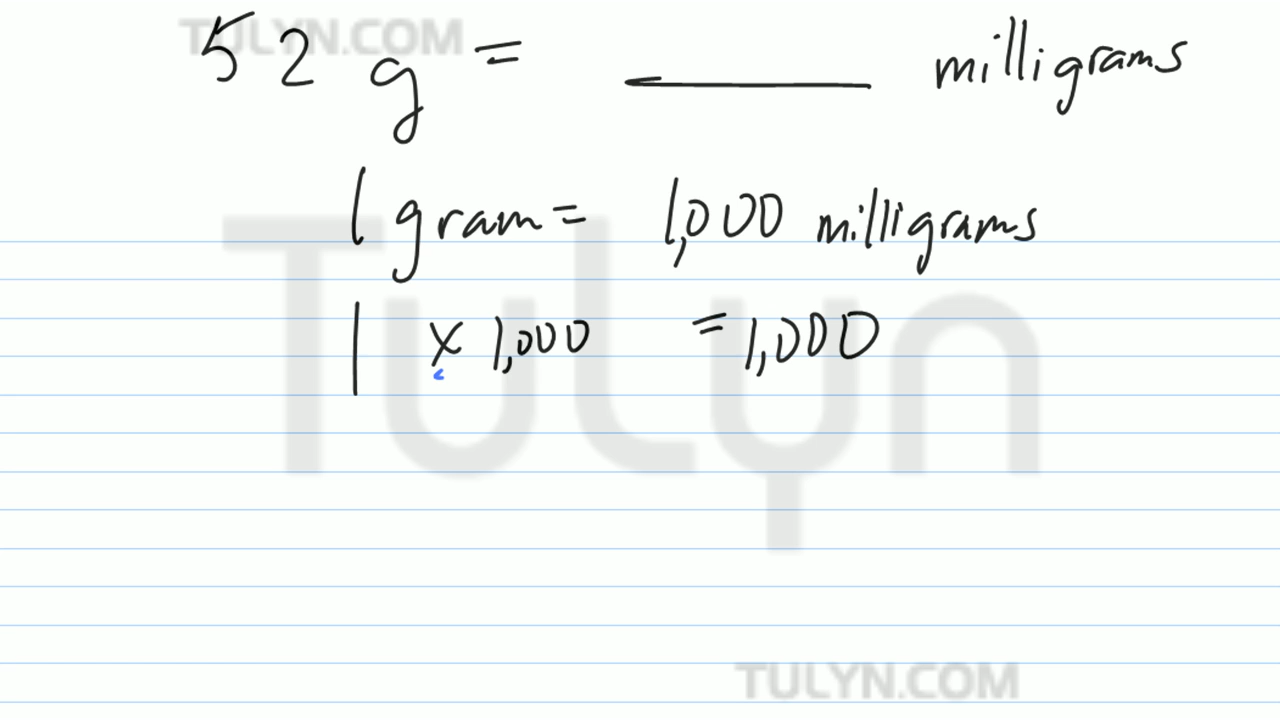 TULYN.COM
52 g = ______ milligrams
1 gram = 1,000 milligrams
1 x 1,000 = 1,000
Tulyn
TULYN.COM